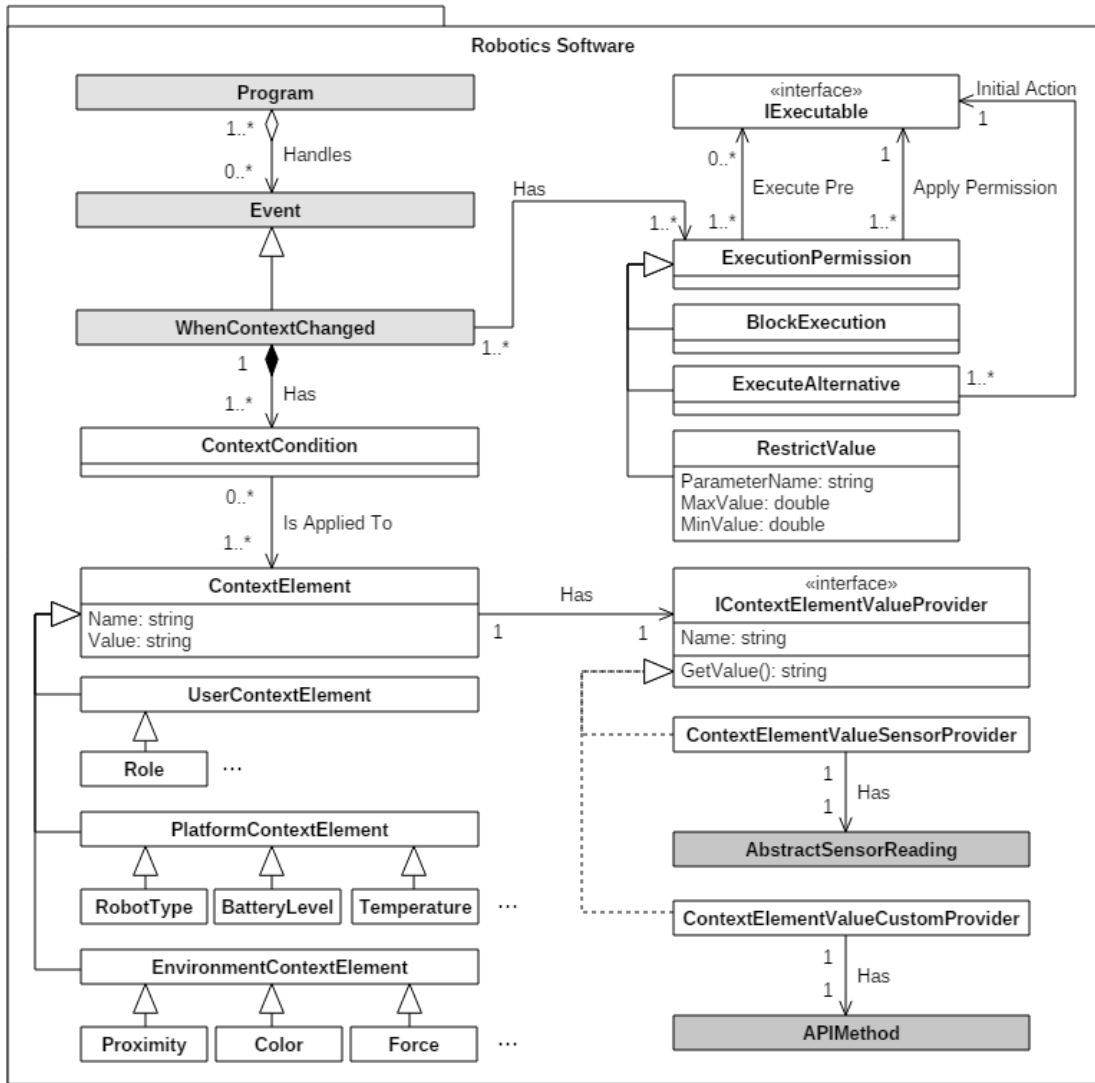 Robotics Software
Program
1..*
Handles
0..*
Event
WhenContextChanged
1
1..*
Has
1..*
Has
1..*
ContextCondition
0..*
Is Applied To
1..*
ContextElement
Name: string
Value: string
UserContextElement
Role
...
PlatformContextElement
RobotType
BatteryLevel
Temperature
...
EnvironmentContextElement
Proximity
Color
Force
...
«interface»
IExecutable
Initial Action
1
0..*
1
Execute Pre
Apply Permission
1..*
1..*
ExecutionPermission
BlockExecution
ExecuteAlternative
1..*
RestrictValue
ParameterName: string
MaxValue: double
MinValue: double
Has
1
1
«interface»
IContextElementValueProvider
Name: string
GetValue(): string
ContextElementValueSensorProvider
1
Has
1
AbstractSensorReading
ContextElementValueCustomProvider
1
Has
1
APIMethod